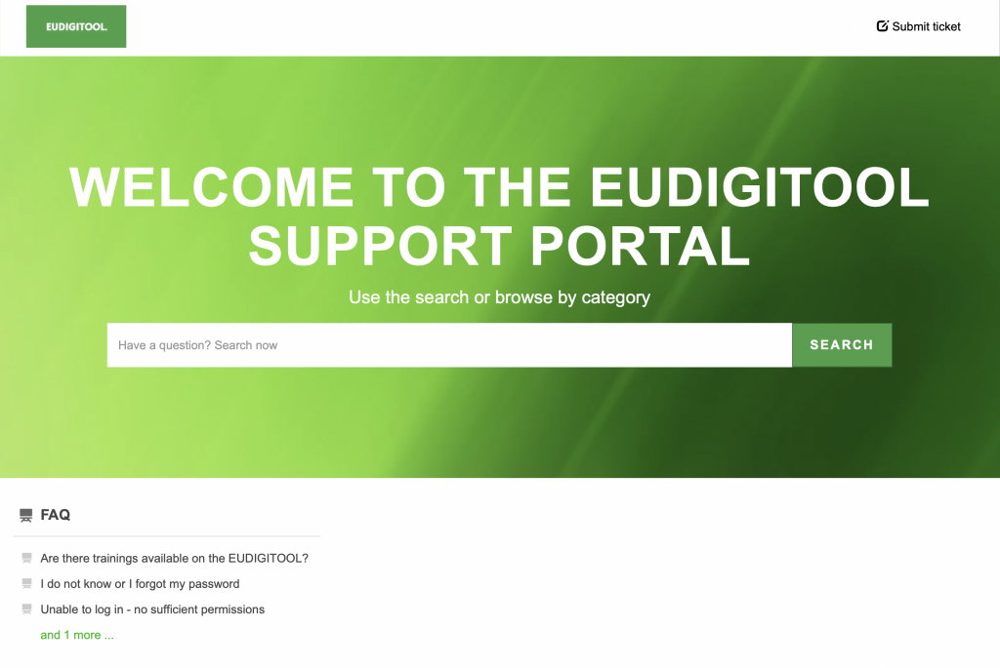 EUDIGITOOL
Submit ticket
WELCOME TO THE EUDIGITOOL
SUPPORT PORTAL
Use the search or browse by category
Have a question? Search now
SEARCH
FAQ
Are there trainings available on the EUDIGITOOL?
I do not know or I forgot my password
Unable to log in - no sufficient permissions
and 1 more ...